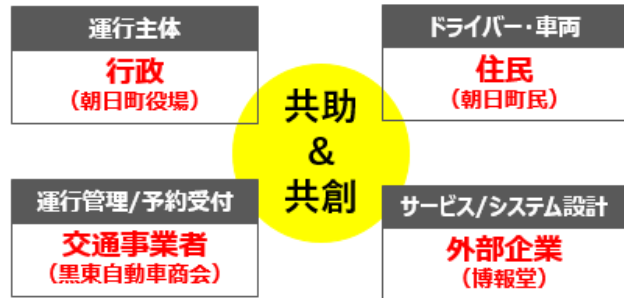 運行主体
行政
（朝日町役場）
ドライバー・車両
住民
（朝日町民）
共助
&
共創
運行管理/予約受付
交通事業者
（黒東自動車商会）
サービス/システム設計
外部企業
（博報堂）